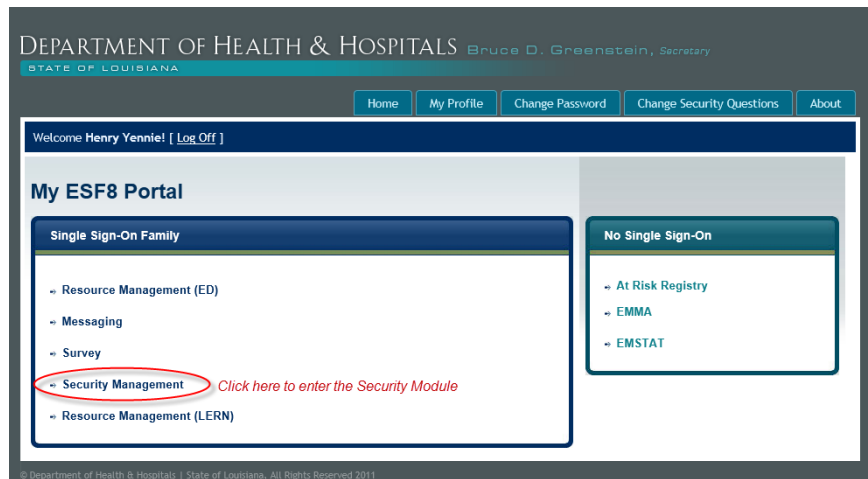 DEPARTMENT OF HEALTH & HOSPITALS Bruce D. Greenstein, Secretary
STATE OF LOUISIANA
Home My Profile Change Password Change Security Questions About
Welcome Henry Yennie! [ Log Off ]
My ESF8 Portal
Single Sign-On Family
Resource Management (ED)
Messaging
Survey
Security Management Click here to enter the Security Module
Resource Management (LERN)
No Single Sign-On
At Risk Registry
EMMA
EMSTAT
© Department of Health & Hospitals | State of Louisiana. All Rights Reserved 2011